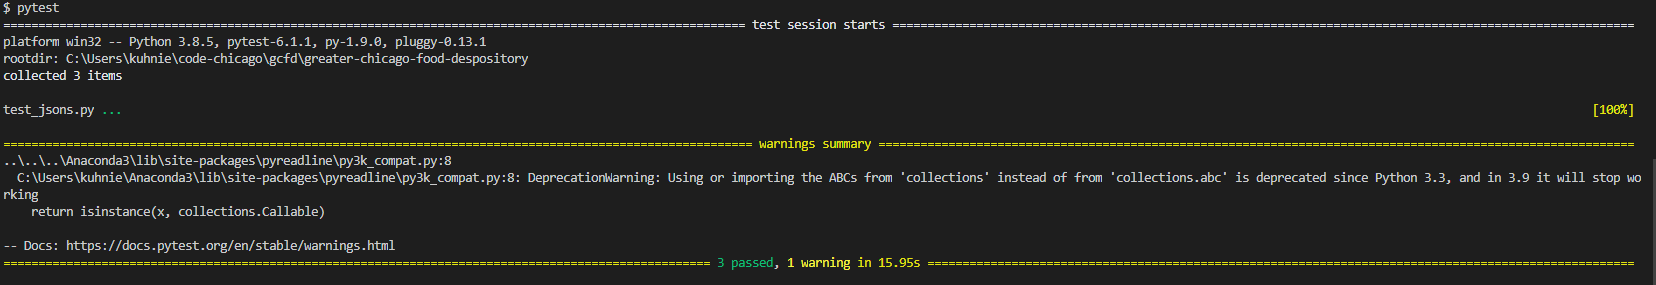 $ pytest
========================================================================================================== test session starts ==========================================================================================================
platform win32 -- Python 3.8.5, pytest-6.1.1, py-1.9.0, pluggy-0.13.1
rootdir: C:\Users\kuhnie\code-chicago\gcfd\greater-chicago-food-despository
collected 3 items
test_jsons.py ... [100%]
=========================================================================================================== warnings summary ============================================================================================================
..\..\..\Anaconda3\lib\site-packages\pyreadline\py3k_compat.py:8
  C:\Users\kuhnie\Anaconda3\lib\site-packages\pyreadline\py3k_compat.py:8: DeprecationWarning: Using or importing the ABCs from 'collections' instead of from 'collections.abc' is deprecated since Python 3.3, and in 3.9 it will stop wo
rking
    return isinstance(x, collections.Callable)
-- Docs: https://docs.pytest.org/en/stable/warnings.html
===================================================================================================== 3 passed, 1 warning in 15.95s =====================================================================================================